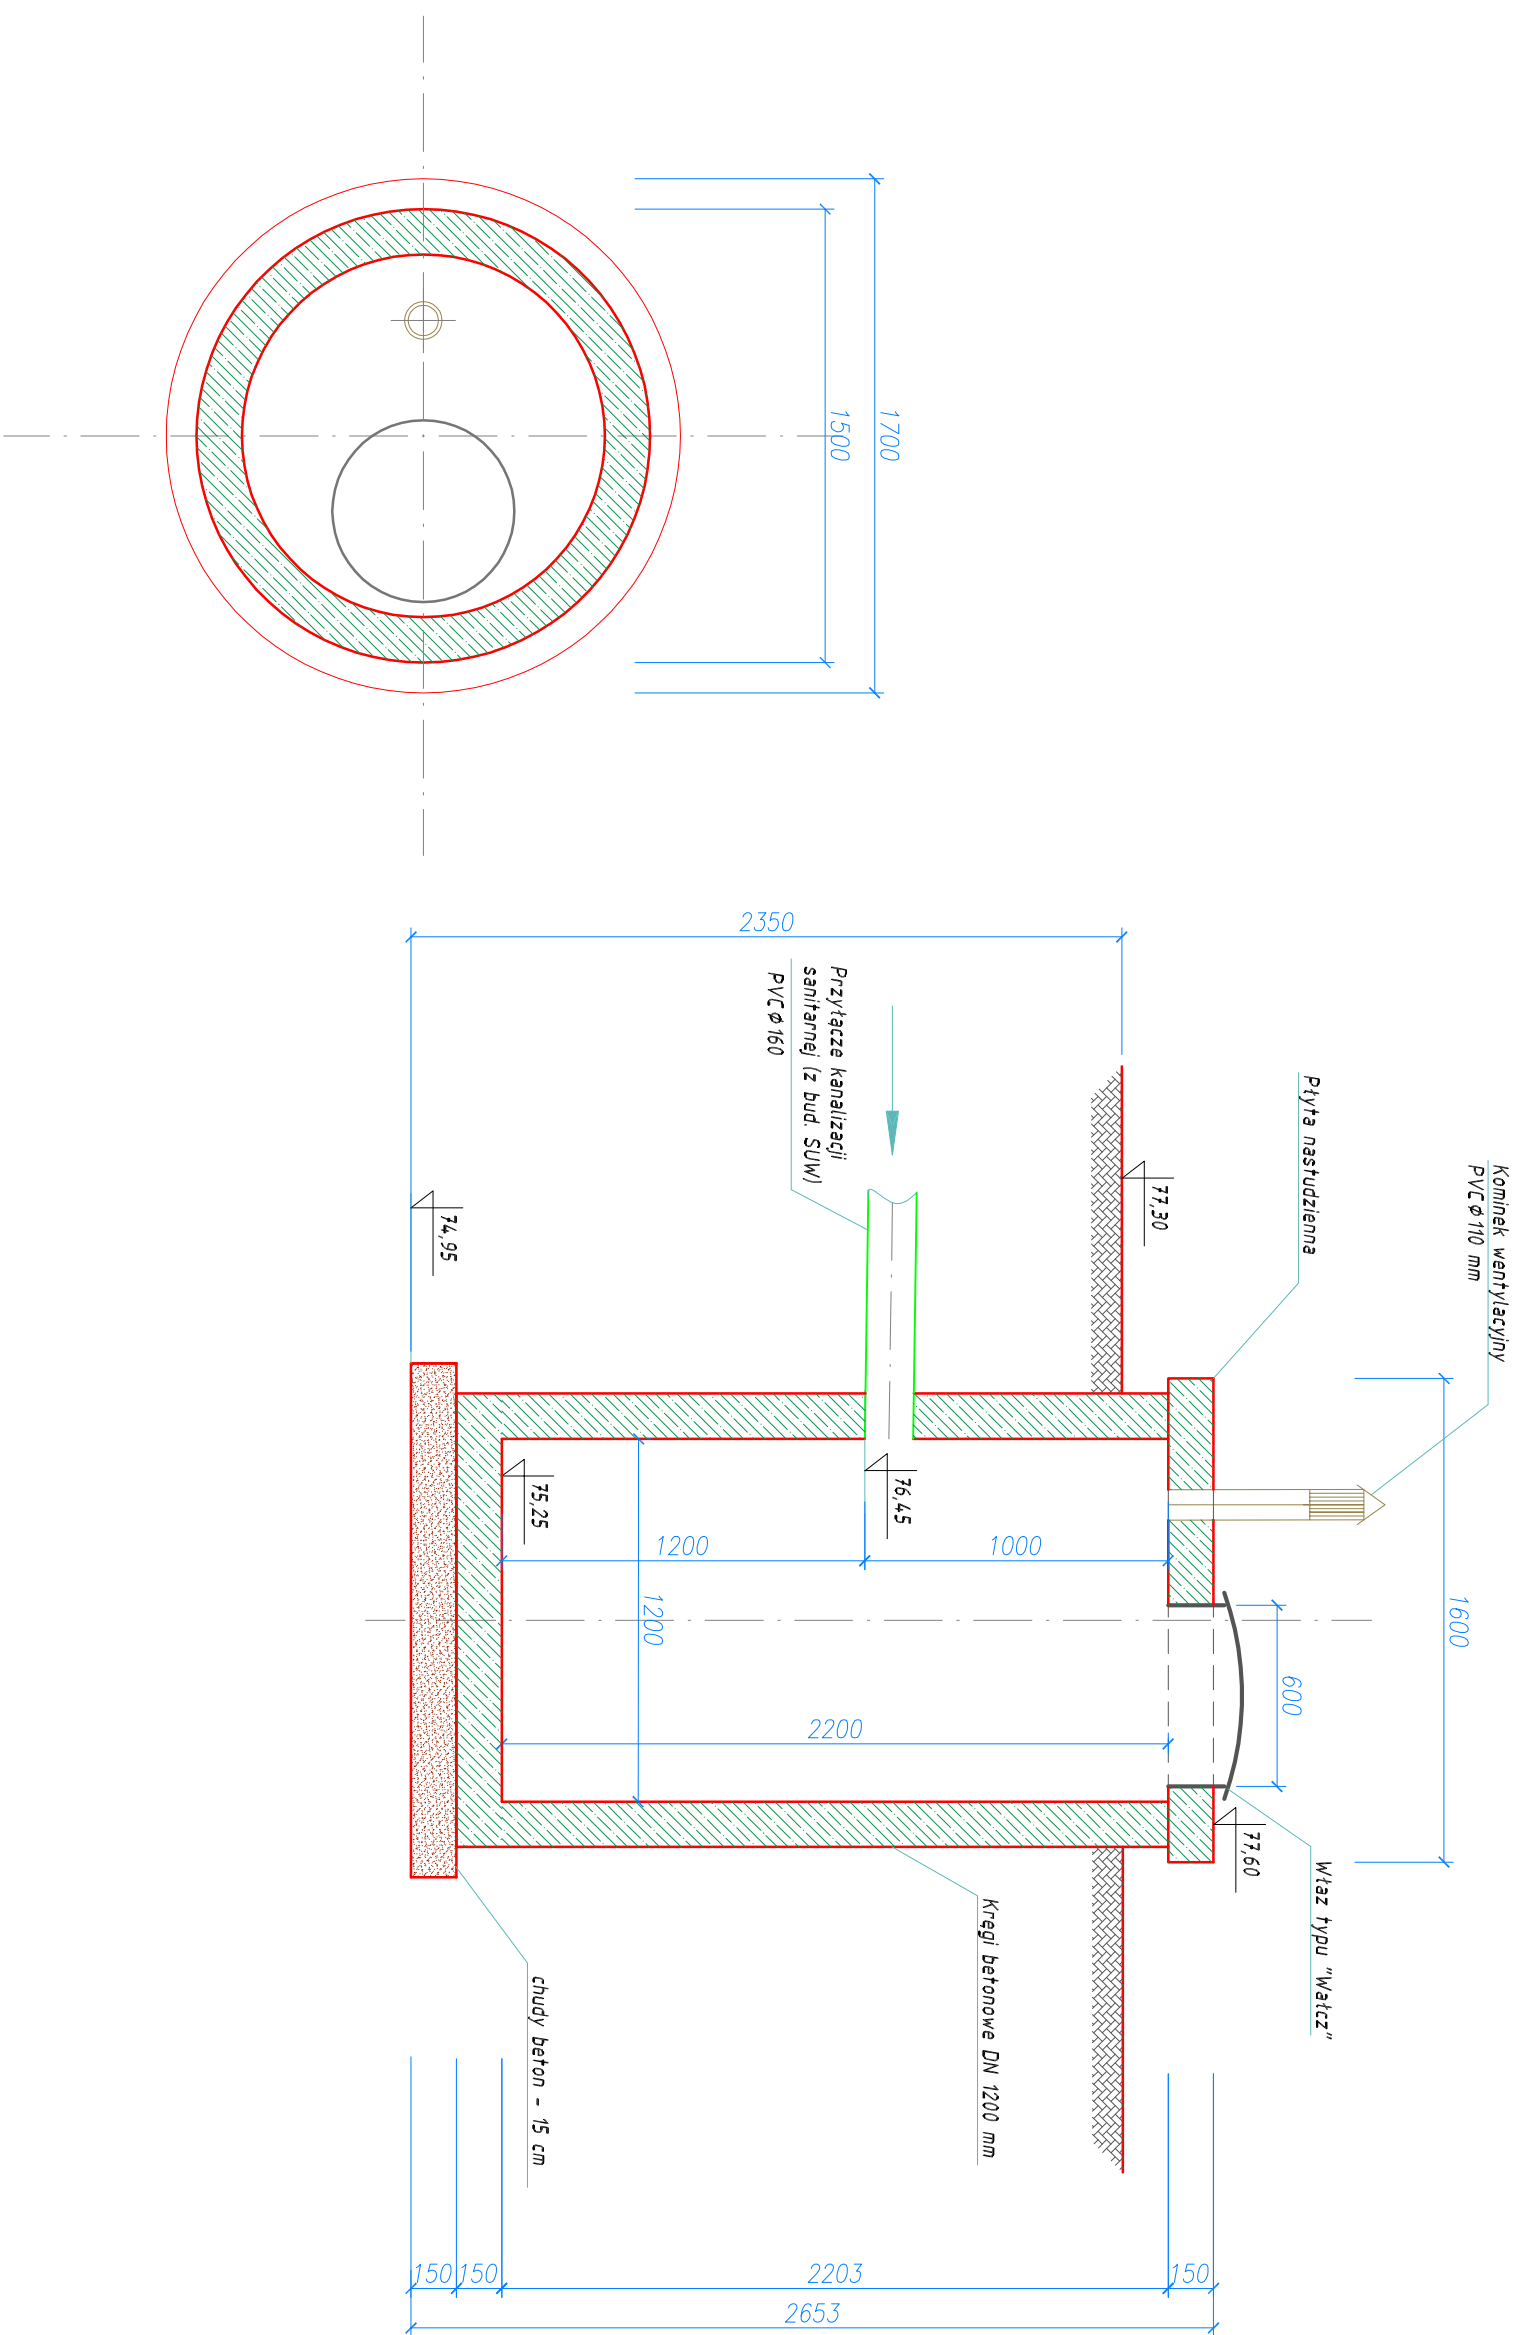 Kominek wentylacyjny
PVC Ø 110 mm
Płyta nastudzienna
1600
600
77,60
Właz typu "Wałcz"
77,30
2350
Przyłącze kanalizacji
sanitarnej (z bud. SUW)
PVC Ø 160
76,45
1000
1200
1200
2200
75,25
74,95
Kręgi betonowe DN 1200 mm
chudy beton - 15 cm
150
2203
150
150
2653
1700
1500